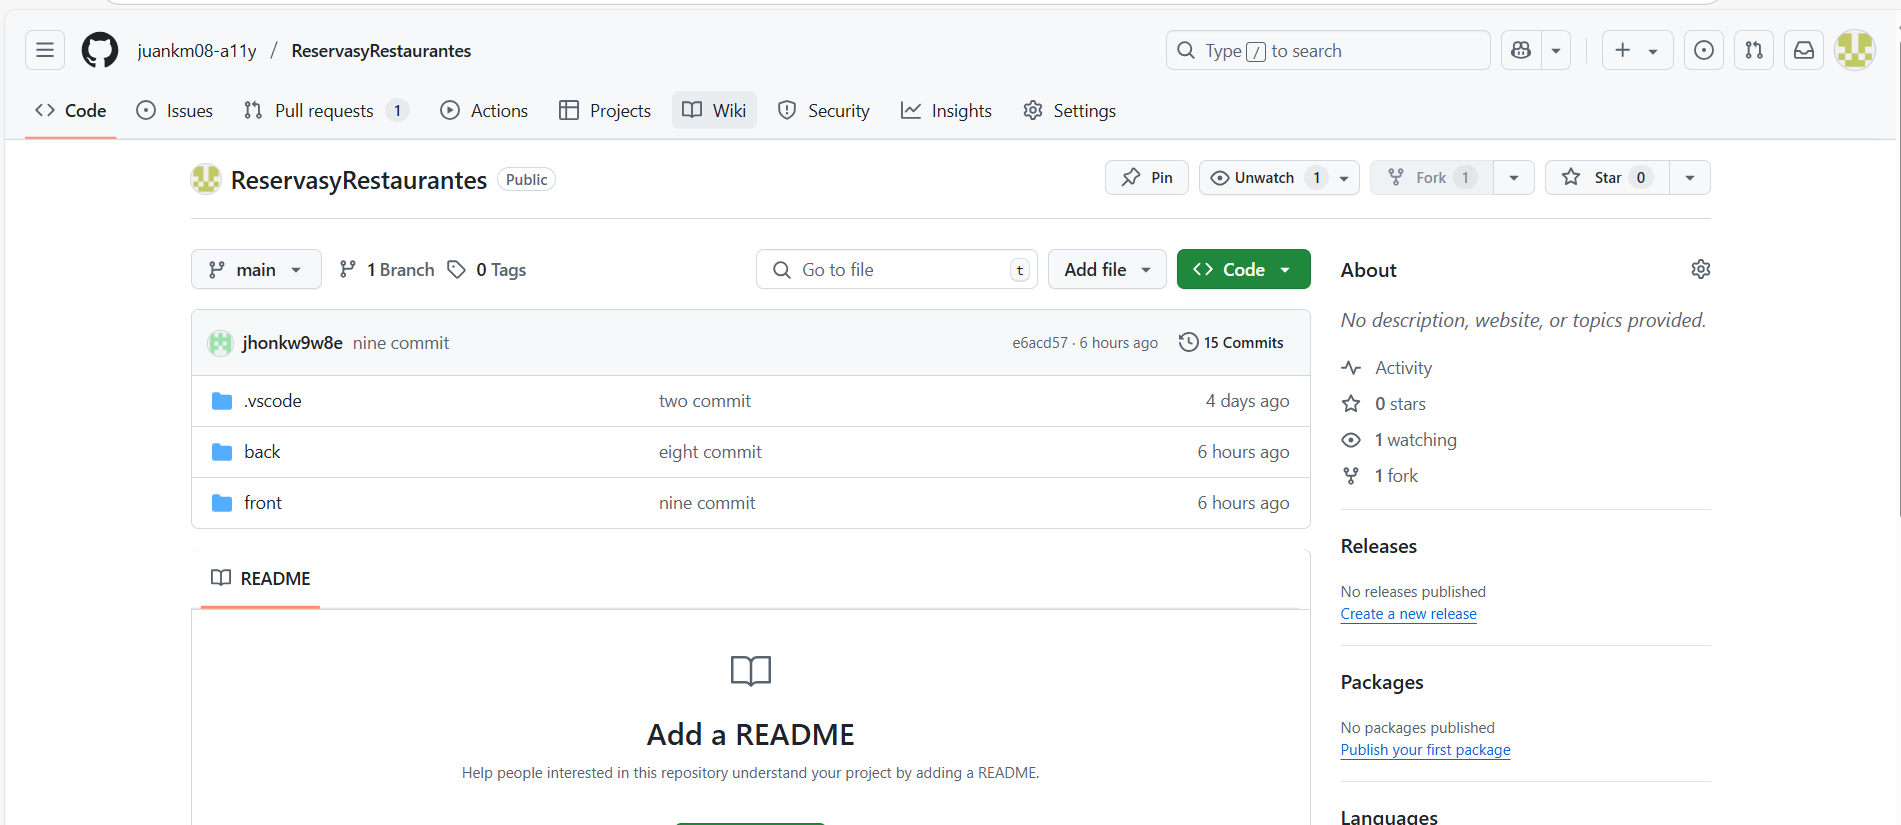 juankm08-a11y / ReservasyRestaurantes
Type / to search
Code Issues Pull requests 1 Actions Projects Wiki Security Insights Settings
ReservasyRestaurantes Public
Pin Unwatch 1 Fork 1 Star 0
main 1 Branch 0 Tags Go to file t Add file Code
jhonkw9w8e nine commit e6acd57 · 6 hours ago 15 Commits
.vscode two commit 4 days ago
back eight commit 6 hours ago
front nine commit 6 hours ago
README
Add a README
Help people interested in this repository understand your project by adding a README.
About
No description, website, or topics provided.
Activity
0 stars
1 watching
1 fork
Releases
No releases published
Create a new release
Packages
No packages published
Publish your first package
Languages